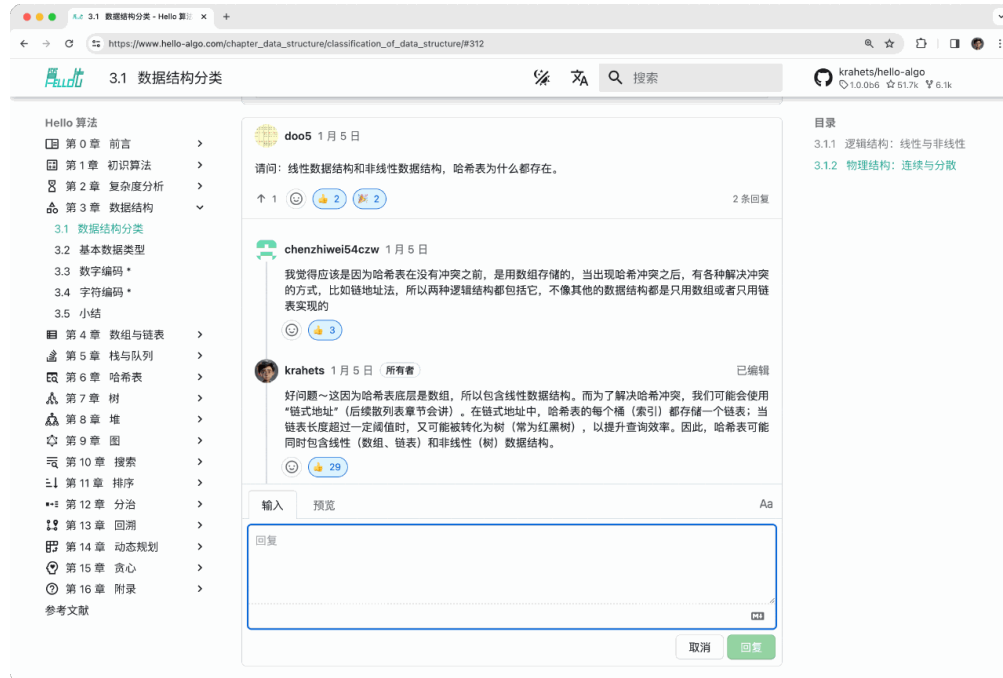 3.1 数据结构分类 - Hello 算法
https://www.hello-algo.com/chapter_data_structure/classification_of_data_structure/#312
3.1 数据结构分类
搜索
krahets/hello-algo
1.0.0b6 51.7k 6.1k
Hello 算法
第 0 章 前言
第 1 章 初识算法
第 2 章 复杂度分析
第 3 章 数据结构
3.1 数据结构分类
3.2 基本数据类型
3.3 数字编码 *
3.4 字符编码 *
3.5 小结
第 4 章 数组与链表
第 5 章 栈与队列
第 6 章 哈希表
第 7 章 树
第 8 章 堆
第 9 章 图
第 10 章 搜索
第 11 章 排序
第 12 章 分治
第 13 章 回溯
第 14 章 动态规划
第 15 章 贪心
第 16 章 附录
参考文献
doo5 1 月 5 日
请问：线性数据结构和非线性数据结构，哈希表为什么都存在。
1 2 2
2 条回复
chenzhiwei54czw 1 月 5 日
我觉得应该是因为哈希表在没有冲突之前，是用数组存储的，当出现哈希冲突之后，有各种解决冲突
的方式，比如链地址法，所以两种逻辑结构都包括它，不像其他的数据结构都是只用数组或者只用链
表实现的
3
krahets 1 月 5 日 所有者
已编辑
好问题～这因为哈希表底层是数组，所以包含线性数据结构。而为了解决哈希冲突，我们可能会使用
“链式地址”（后续散列表章节会讲）。在链式地址中，哈希表的每个桶（索引）都存储一个链表；当
链表长度超过一定阈值时，又可能被转化为树（常为红黑树），以提升查询效率。因此，哈希表可能
同时包含线性（数组、链表）和非线性（树）数据结构。
29
输入 预览
Aa
回复
取消 回复
目录
3.1.1 逻辑结构：线性与非线性
3.1.2 物理结构：连续与分散